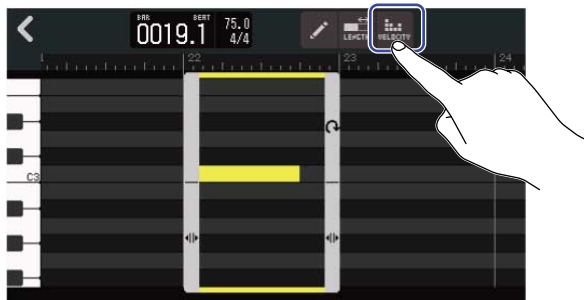 BAR BEAT
0019.1 75.0
4/4
LENGTH VELOCITY
1 22 23 24
C3